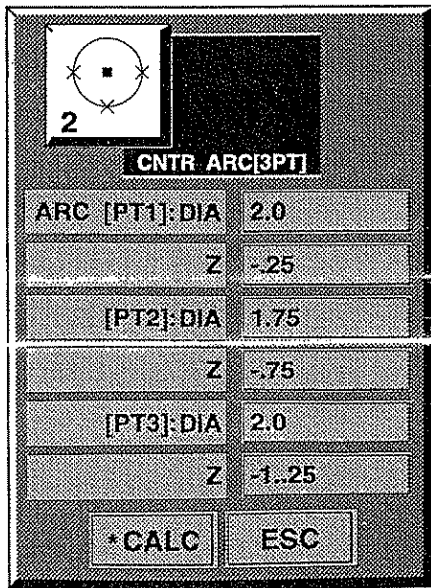 2
CNTR ARC[3PT]
ARC [PT1]:DIA 2.0
Z -.25
[PT2]:DIA 1.75
Z -.75
[PT3]:DIA 2.0
Z -1..25
*CALC ESC